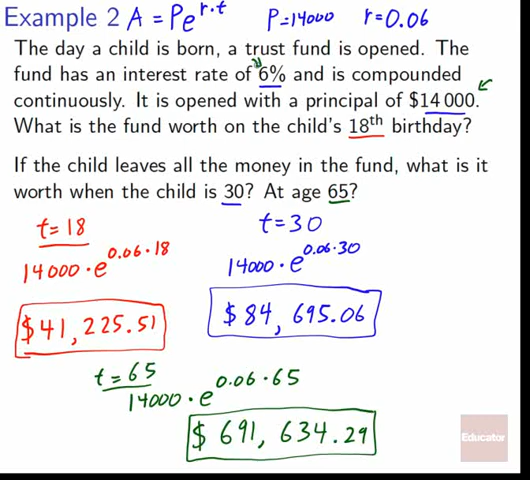 Example 2 A = Pe^r·t P=14000 r=0.06
The day a child is born, a trust fund is opened. The
fund has an interest rate of 6% and is compounded
continuously. It is opened with a principal of $14 000.
What is the fund worth on the child's 18th birthday?
If the child leaves all the money in the fund, what is it
worth when the child is 30? At age 65?
t=18
14000·e^0.06·18
$41,225.51
t=30
14000·e^0.06·30
$84,695.06
t=65
14000·e^0.06·65
$691,634.29
Educator